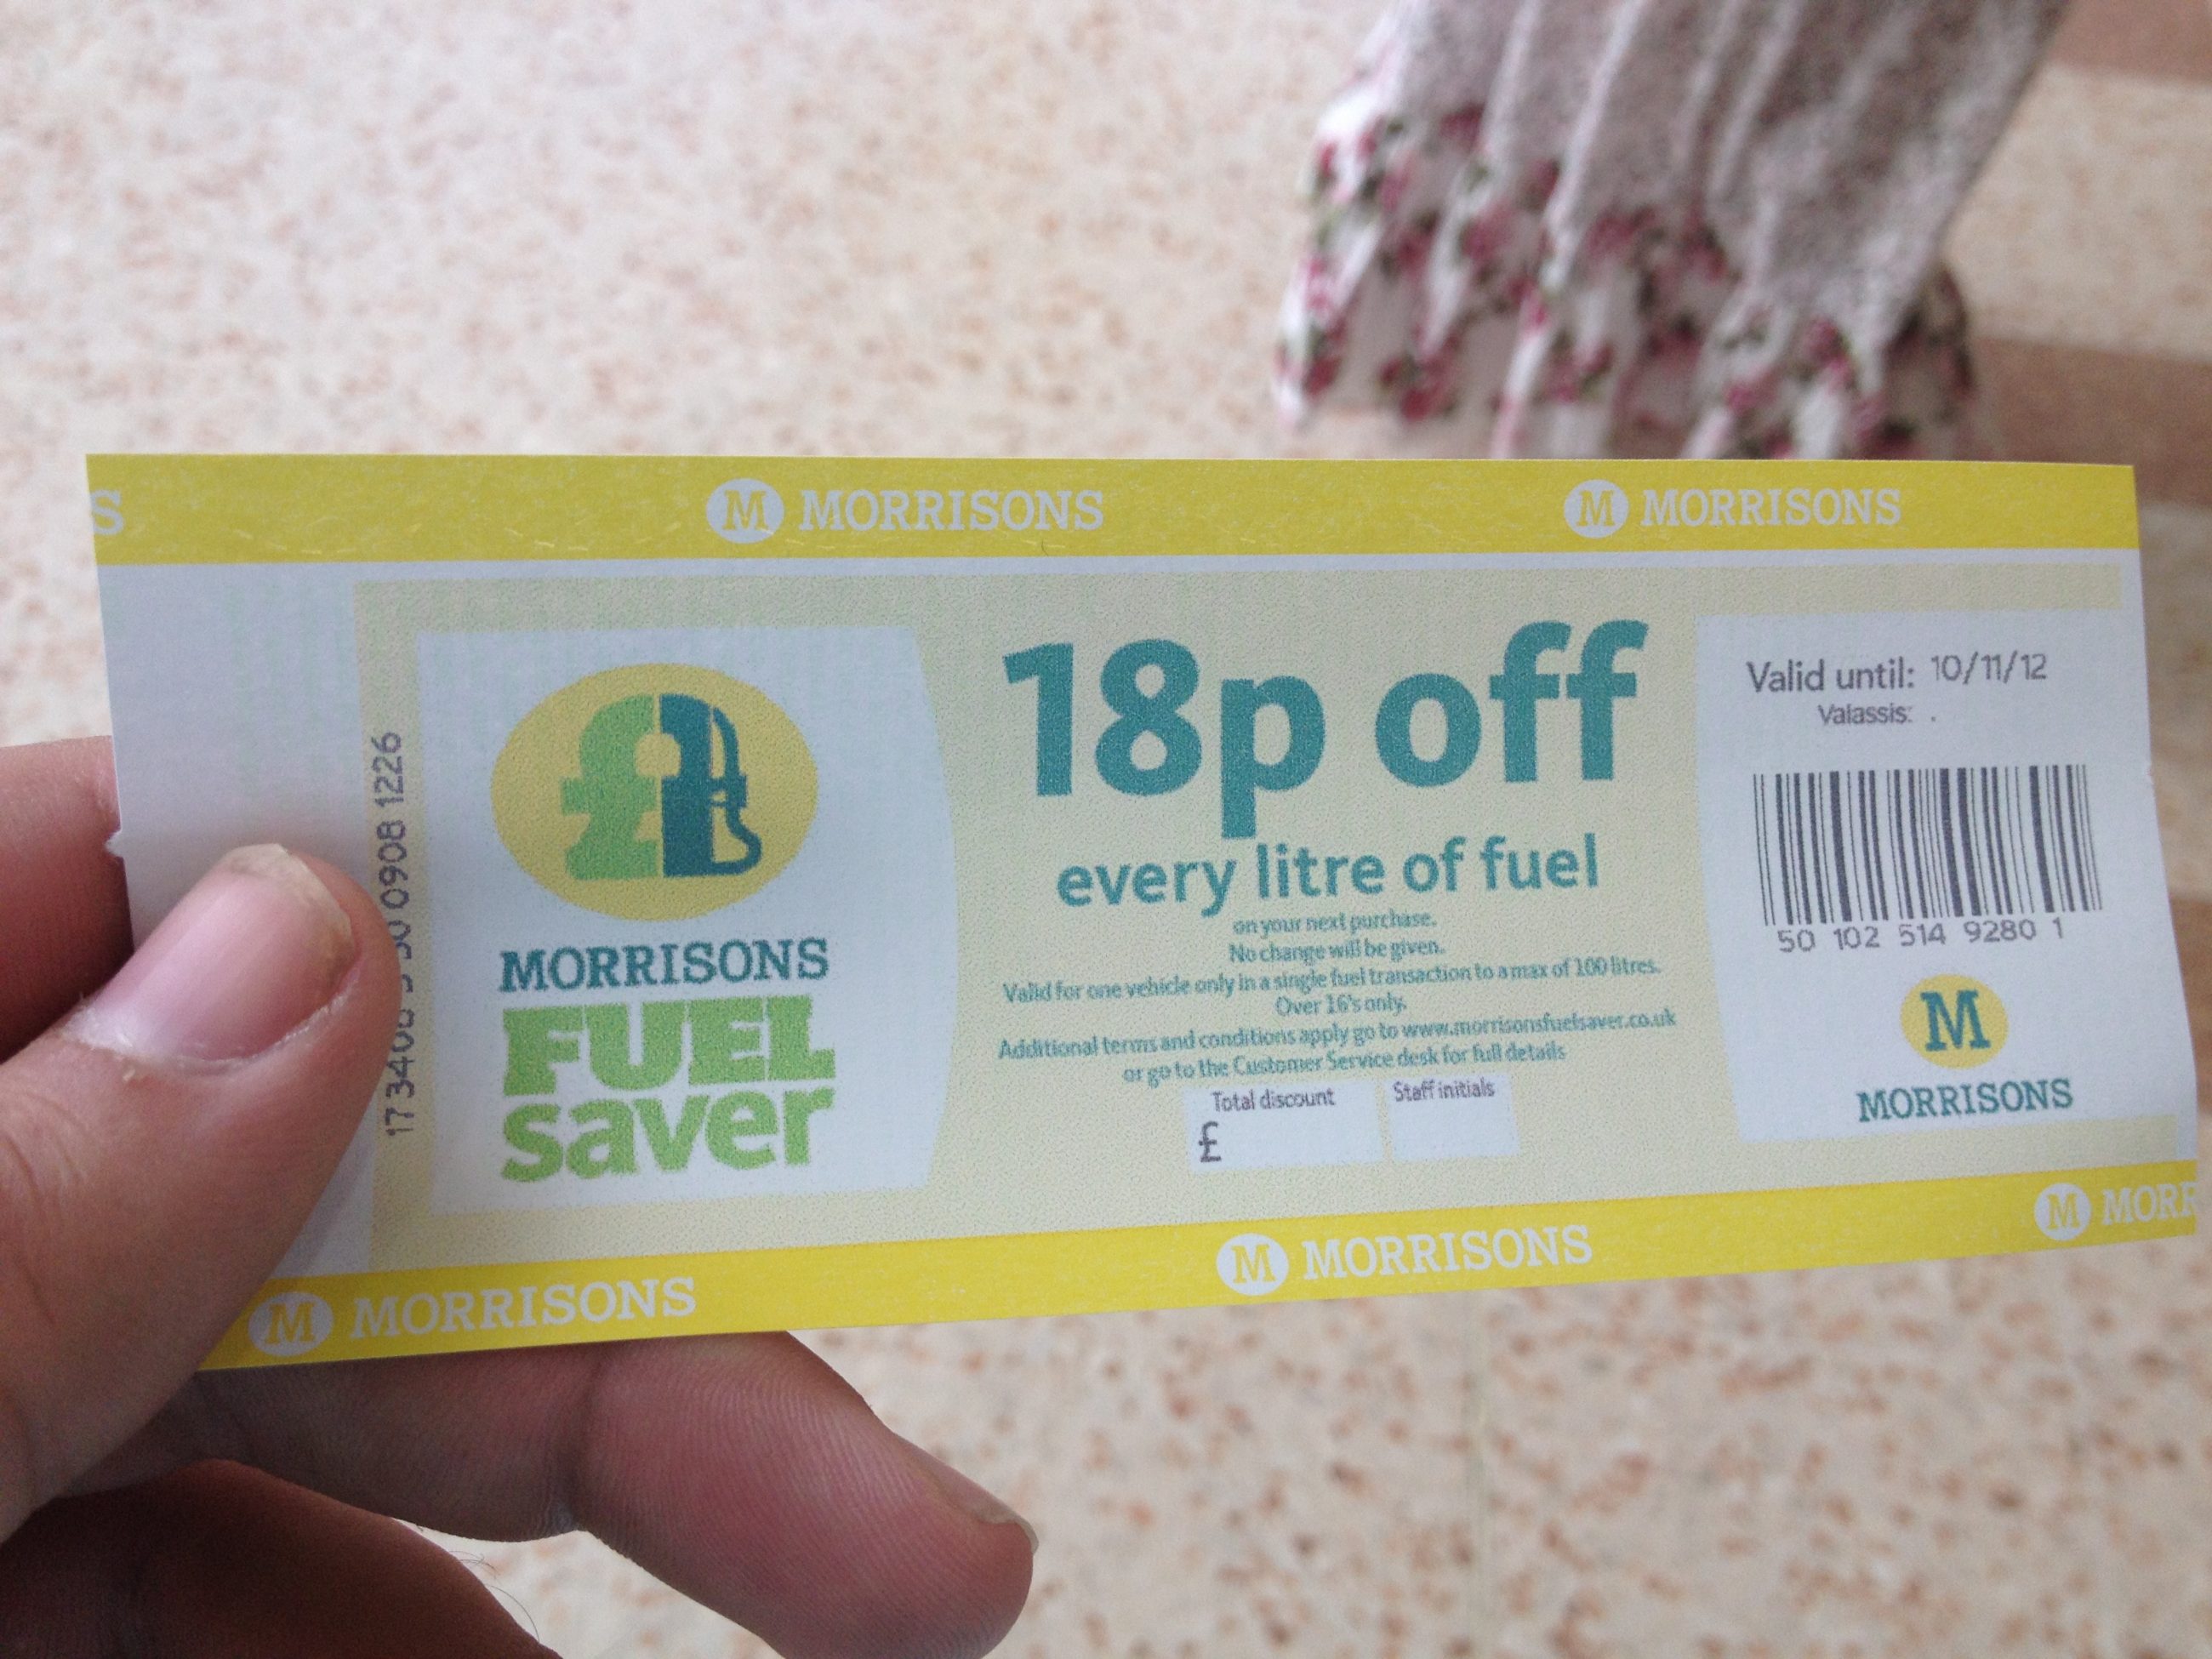 S M MORRISONS M MORRISONS
0908 1226
£
MORRISONS
FUEL
saver
18p off
every litre of fuel
on your next purchase.
No change will be given.
Valid for one vehicle only in a single fuel transaction to a max of 100 litres.
Over 16's only.
Additional terms and conditions apply go to www.morrisonsfuelsaver.co.uk
or go to the Customer Service desk for full details
Total discount Staff initials
£
Valid until: 10/11/12
Valassis: .
50 102 514 9280 1
M
MORRISONS
M MORRISONS M MORRISONS M MORR